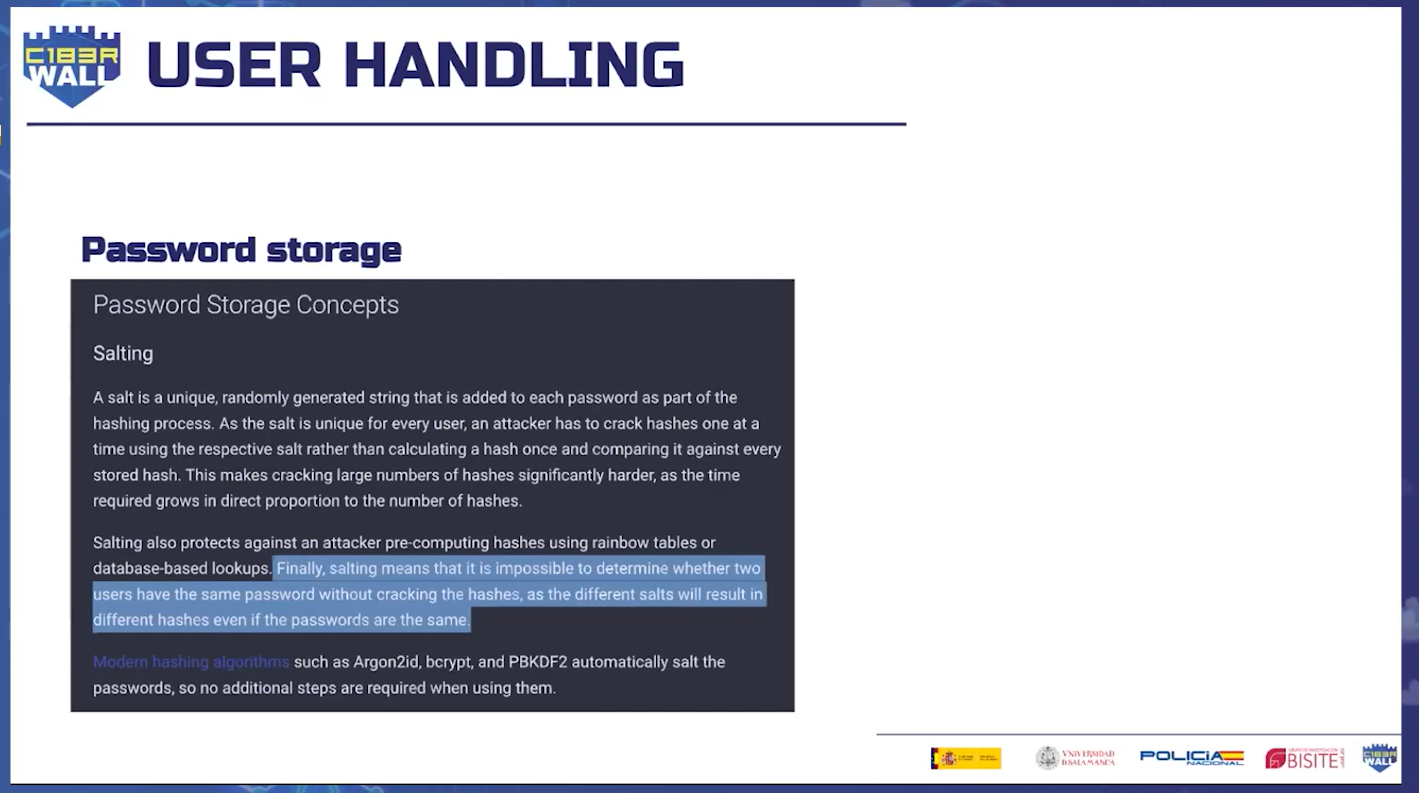 C1B3R
WALL
USER HANDLING
Password storage
Password Storage Concepts
Salting
A salt is a unique, randomly generated string that is added to each password as part of the
hashing process. As the salt is unique for every user, an attacker has to crack hashes one at a
time using the respective salt rather than calculating a hash once and comparing it against every
stored hash. This makes cracking large numbers of hashes significantly harder, as the time
required grows in direct proportion to the number of hashes.
Salting also protects against an attacker pre-computing hashes using rainbow tables or
database-based lookups. Finally, salting means that it is impossible to determine whether two
users have the same password without cracking the hashes, as the different salts will result in
different hashes even if the passwords are the same.
Modern hashing algorithms such as Argon2id, bcrypt, and PBKDF2 automatically salt the
passwords, so no additional steps are required when using them.
VNIVERSIDAD
D SALAMANCA
POLICÍA
NACIONAL
GRUPO DE INVESTIGACIÓN
BISITE
C1B3R
WALL